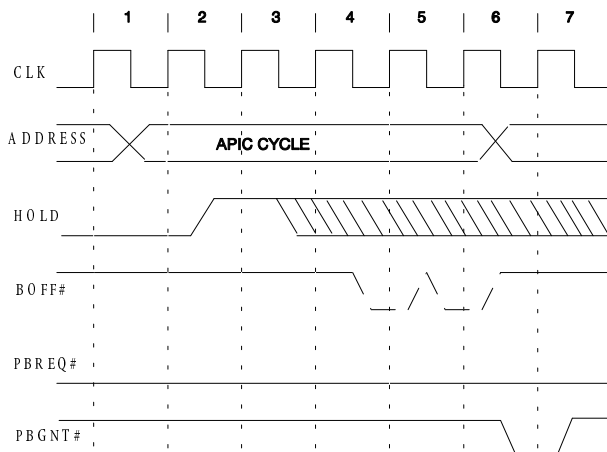 1 2 3 4 5 6 7
CLK
ADDRESS
APIC CYCLE
HOLD
BOFF#
PBREQ#
PBGNT#